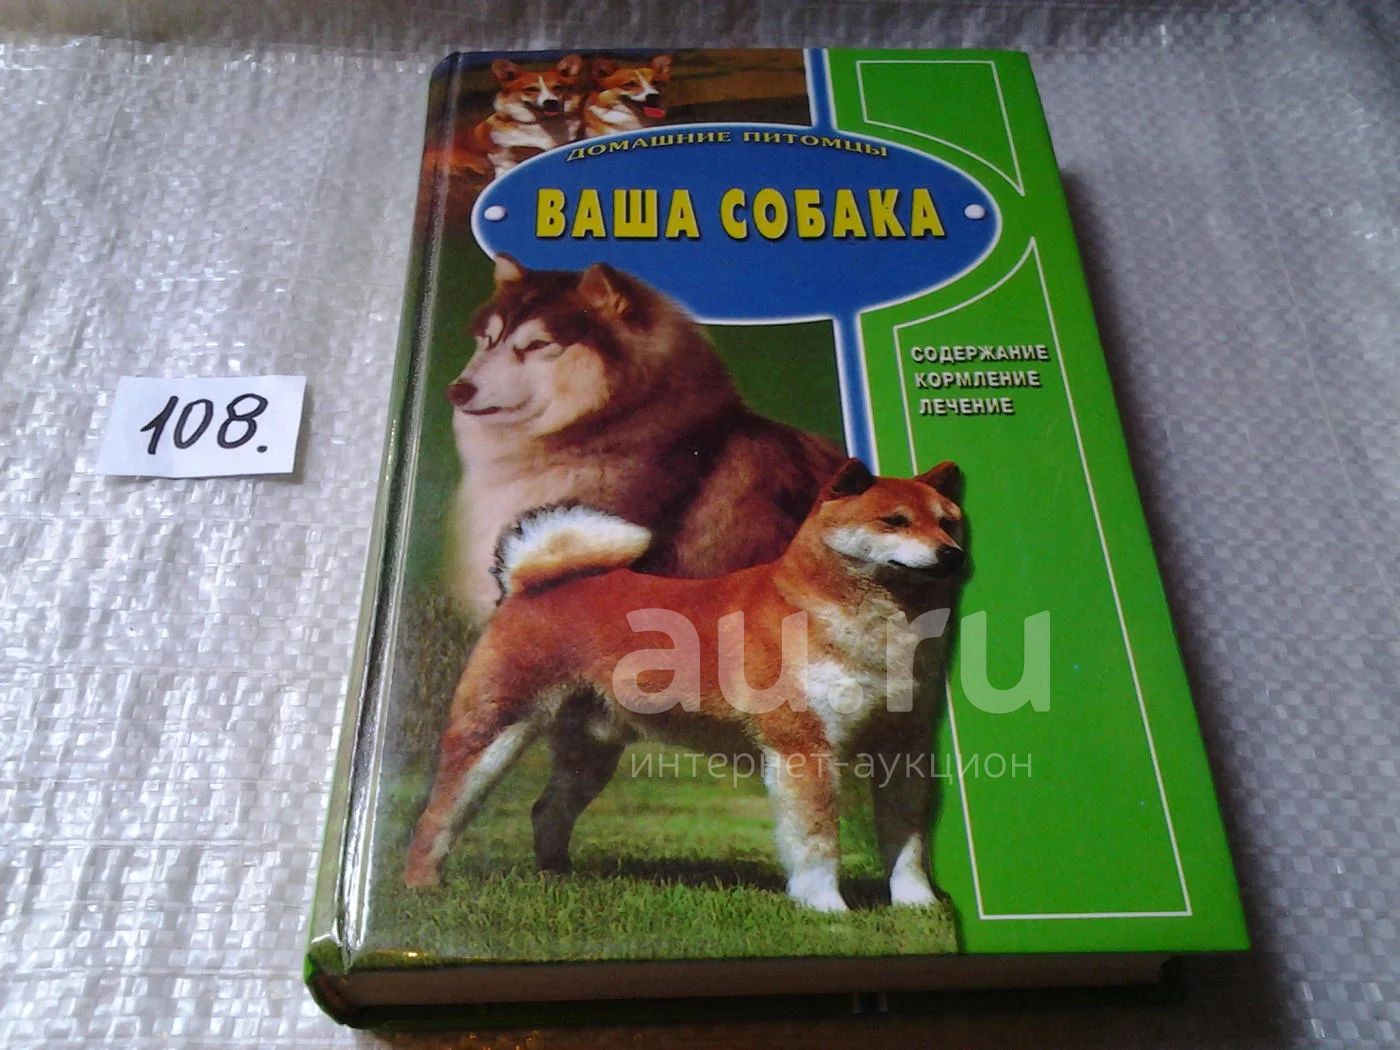 ДОМАШНИЕ ПИТОМЦЫ
ВАША СОБАКА
СОДЕРЖАНИЕ
КОРМЛЕНИЕ
ЛЕЧЕНИЕ
108.
au.ru
интернет-аукцион